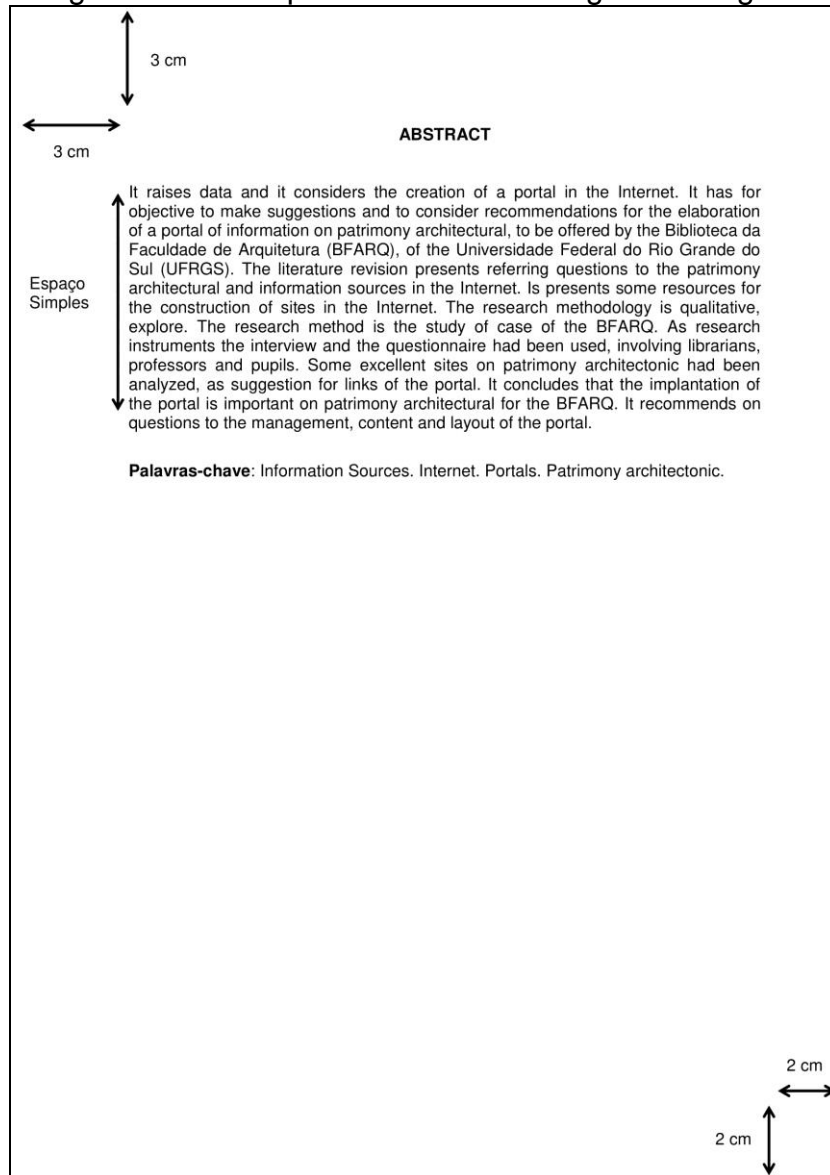 3 cm
3 cm
ABSTRACT
It raises data and it considers the creation of a portal in the Internet. It has for
objective to make suggestions and to consider recommendations for the elaboration
of a portal of information on patrimony architectural, to be offered by the Biblioteca da
Faculdade de Arquitetura (BFARQ), of the Universidade Federal do Rio Grande do
Sul (UFRGS). The literature revision presents referring questions to the patrimony
architectural and information sources in the Internet. Is presents some resources for
the construction of sites in the Internet. The research methodology is qualitative,
explore. The research method is the study of case of the BFARQ. As research
instruments the interview and the questionnaire had been used, involving librarians,
professors and pupils. Some excellent sites on patrimony architectonic had been
analyzed, as suggestion for links of the portal. It concludes that the implantation of
the portal is important on patrimony architectural for the BFARQ. It recommends on
questions to the management, content and layout of the portal.
Espaço
Simples
Palavras-chave: Information Sources. Internet. Portals. Patrimony architectonic.
2 cm
2 cm